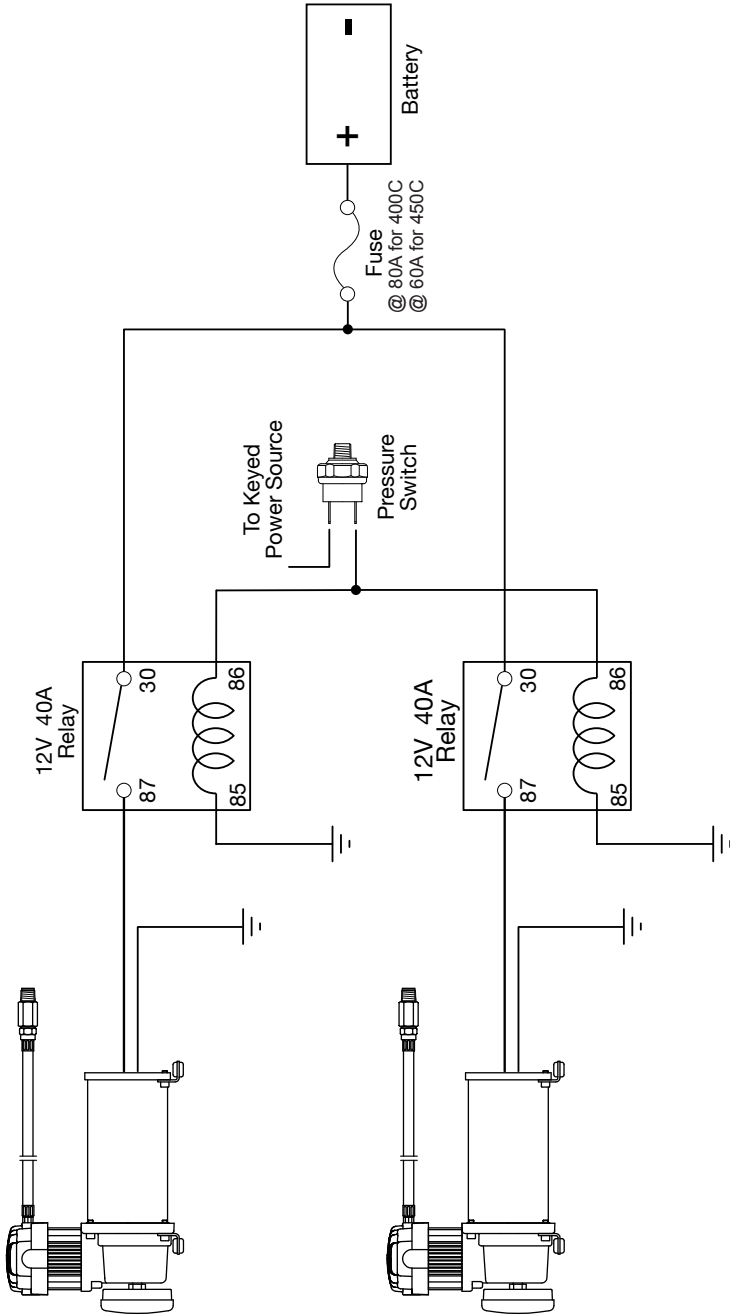 -
+
Battery
Fuse
@ 80A for 400C
@ 60A for 450C
To Keyed
Power Source
Pressure
Switch
12V 40A
Relay
30
87
86
85
12V 40A
Relay
30
87
86
85